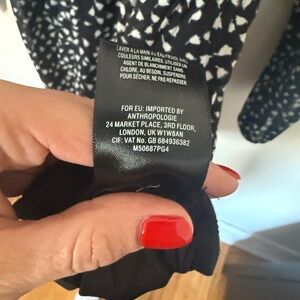 LAVER À LA MAIN À L'EAU FROIDE AVEC
COULEURS SIMILAIRES, UTILISER UN
AGENT DE BLANCHIMENT SANS
CHLORE, AU BESOIN, SUSPENDRE
POUR SÉCHER, NE PAS REPASSER
FOR EU: IMPORTED BY
ANTHROPOLOGIE
24 MARKET PLACE, 3RD FLOOR,
LONDON, UK W1W8AN
CIF: VAT No. GB 684936382
M50687PG4